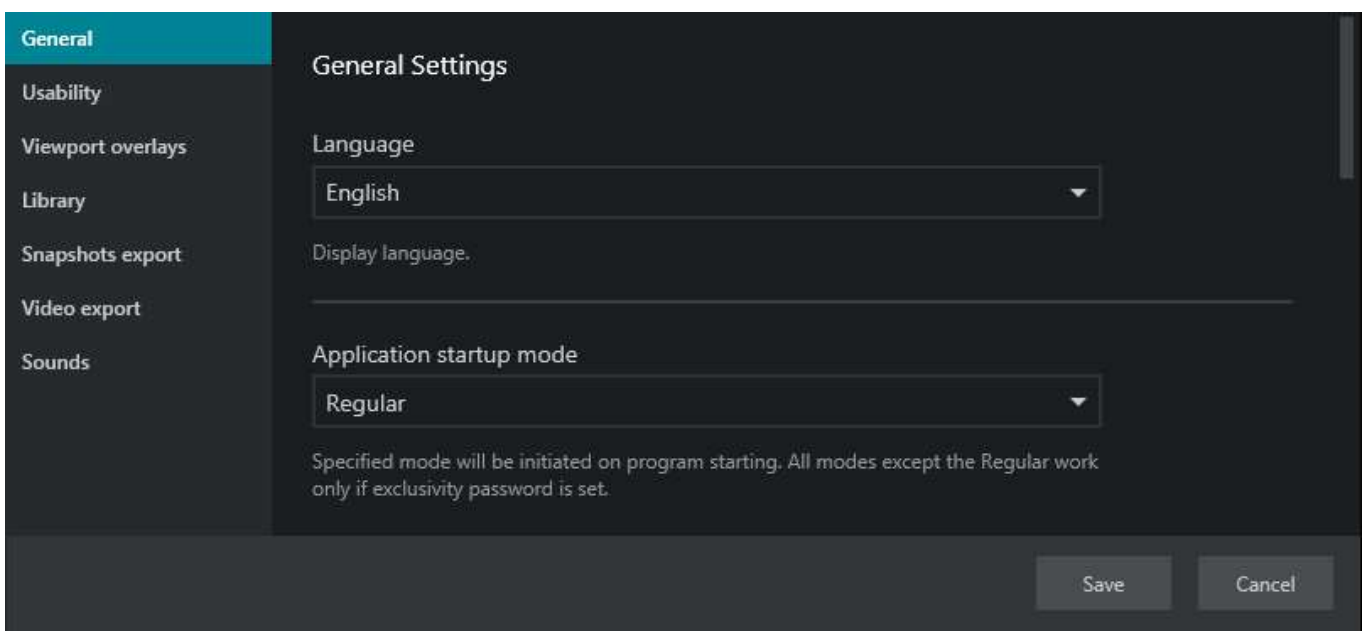 General
Usability
Viewport overlays
Library
Snapshots export
Video export
Sounds
General Settings
Language
English
Display language.
Application startup mode
Regular
Specified mode will be initiated on program starting. All modes except the Regular work
only if exclusivity password is set.
Save
Cancel